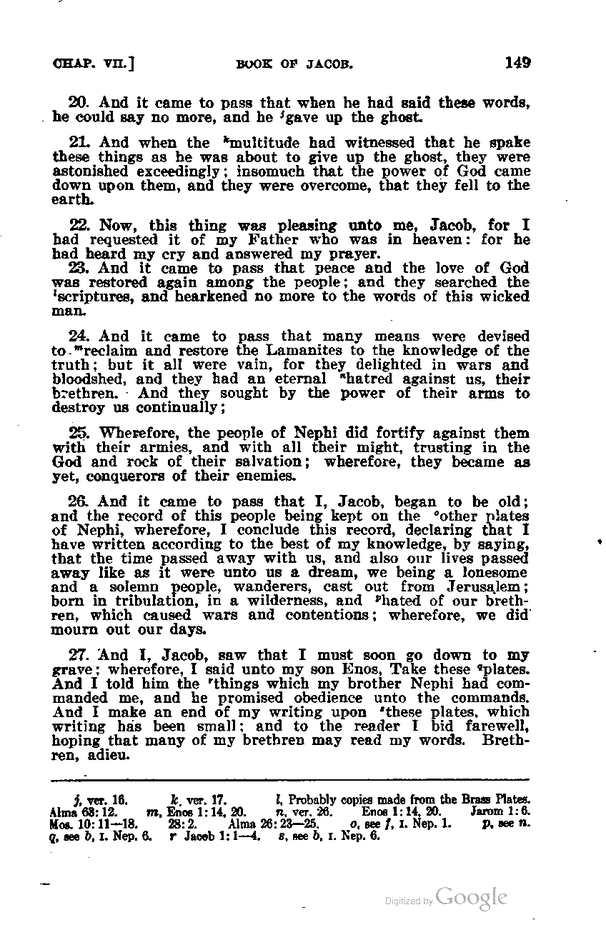 CHAP. VII.] BOOK OF JACOB. 149
20. And it came to pass that when he had said these words,
he could say no more, and he jgave up the ghost.
21. And when the kmultitude had witnessed that he spake
these things as he was about to give up the ghost, they were
astonished exceedingly; insomuch that the power of God came
down upon them, and they were overcome, that they fell to the
earth.
22. Now, this thing was pleasing unto me, Jacob, for I
had requested it of my Father who was in heaven: for he
had heard my cry and answered my prayer.
23. And it came to pass that peace and the love of God
was restored again among the people; and they searched the
lscriptures, and hearkened no more to the words of this wicked
man.
24. And it came to pass that many means were devised
to mreclaim and restore the Lamanites to the knowledge of the
truth; but it all were vain, for they delighted in wars and
bloodshed, and they had an eternal nhatred against us, their
brethren. And they sought by the power of their arms to
destroy us continually;
25. Wherefore, the people of Nephi did fortify against them
with their armies, and with all their might, trusting in the
God and rock of their salvation; wherefore, they became as
yet, conquerors of their enemies.
26. And it came to pass that I, Jacob, began to be old;
and the record of this people being kept on the oother plates
of Nephi, wherefore, I conclude this record, declaring that I
have written according to the best of my knowledge, by saying,
that the time passed away with us, and also our lives passed
away like as it were unto us a dream, we being a lonesome
and a solemn people, wanderers, cast out from Jerusalem;
born in tribulation, in a wilderness, and phated of our breth-
ren, which caused wars and contentions; wherefore, we did
mourn out our days.
27. And I, Jacob, saw that I must soon go down to my
grave; wherefore, I said unto my son Enos, Take these qplates.
And I told him the rthings which my brother Nephi had com-
manded me, and he promised obedience unto the commands.
And I make an end of my writing upon sthese plates, which
writing has been small; and to the reader I bid farewell,
hoping that many of my brethren may read my words. Breth-
ren, adieu.
j, ver. 16. k, ver. 17. l, Probably copies made from the Brass Plates.
Alma 63:12. m, Enos 1:14, 20. n, ver. 26. Enos 1:14, 20. Jarom 1:6.
Mos. 10:11—18. 28:2. Alma 26:23—25. o, see f, I. Nep. 1. p, see n.
q, see b, I. Nep. 6. r Jacob 1:1—4. s, see b, I. Nep. 6.
Digitized by Google